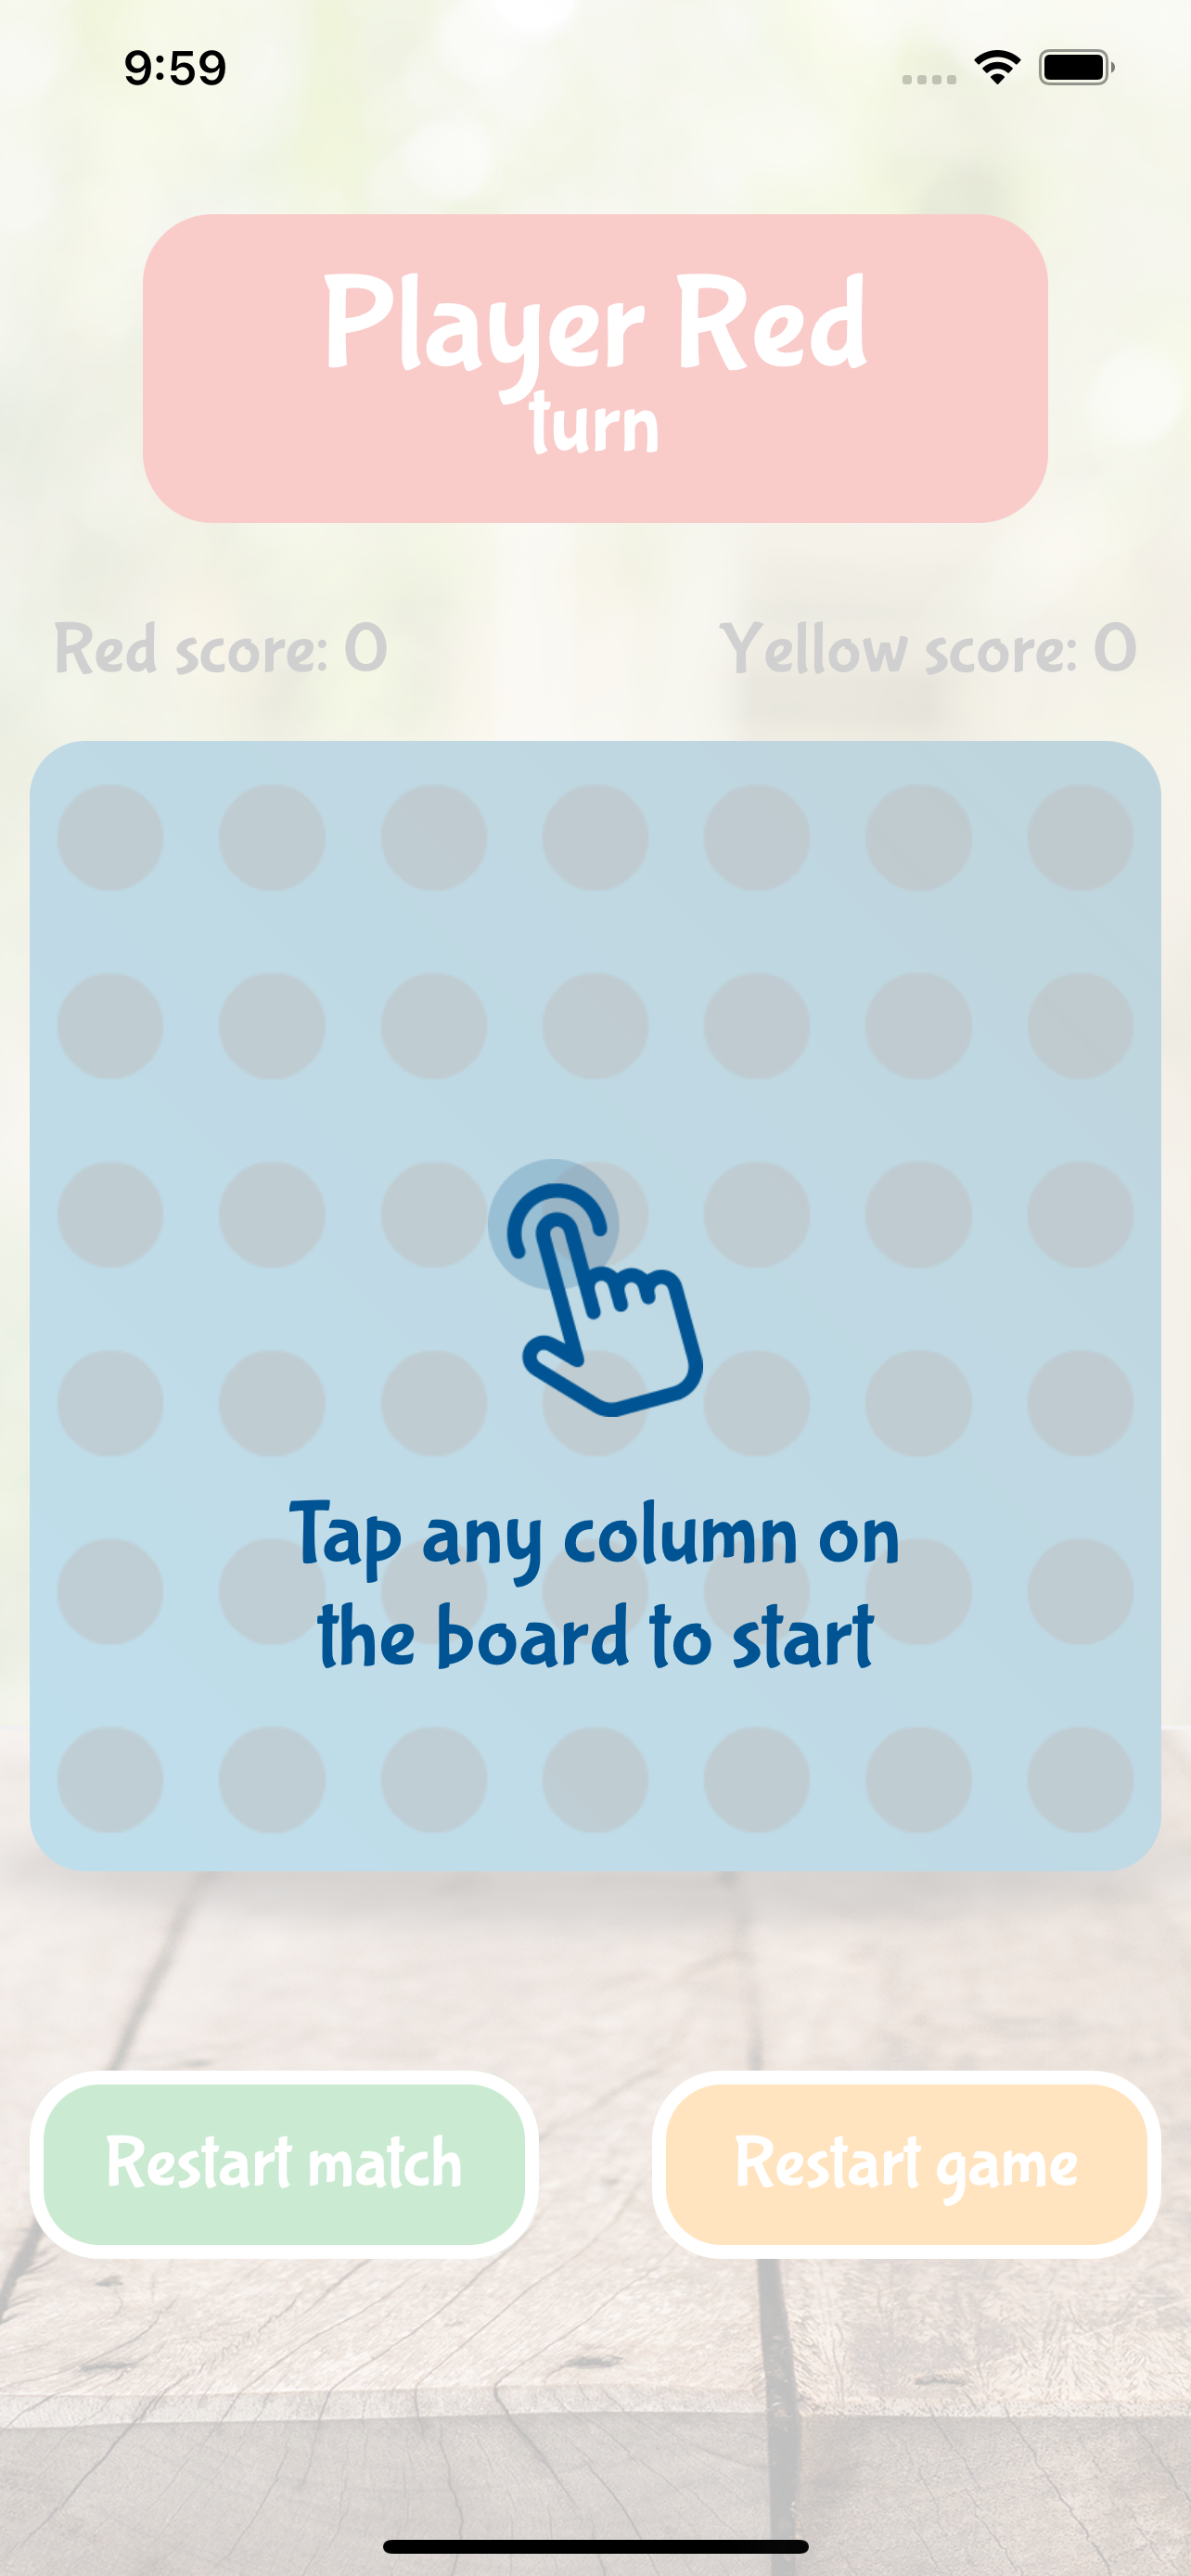 9:59
Player Red
turn
Red score: 0
Yellow score: 0
Tap any column on
the board to start
Restart match
Restart game